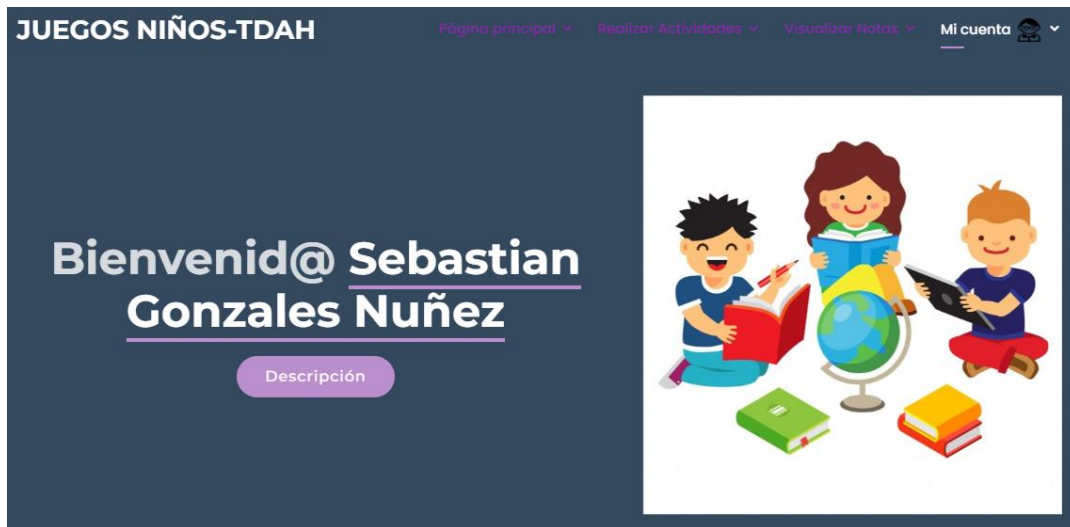 JUEGOS NIÑOS-TDAH
Página principal
Realizar Actividades
Visualizar Notas
Mi cuenta
Bienvenid@ Sebastian
Gonzales Nuñez
Descripción